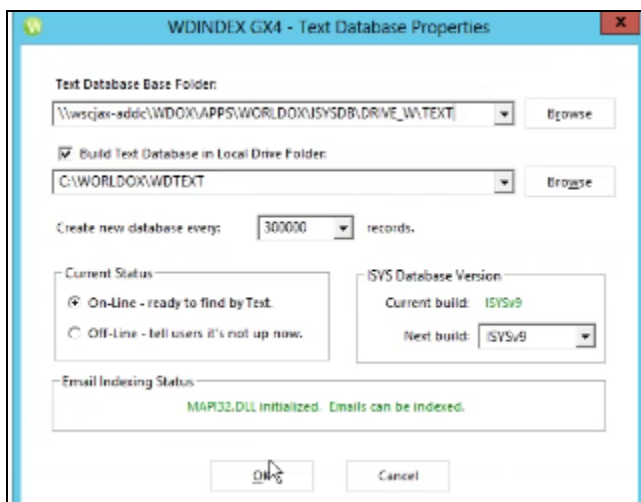 WDINDEX GX4 - Text Database Properties
x
Text Database Base Folder:
\\wscjax-addc\WDOX\APPS\WORLDOX\ISYSDB\DRIVE_W\TEXT
Browse
Build Text Database in Local Drive Folder:
C:\WORLDOX\WDTEXT
Browse
Create new database every: 300000 records.
Current Status
On-Line - ready to find by Text.
Off-Line - tell users it's not up now.
ISYS Database Version
Current build: ISYSv9
Next build: ISYSv9
Email Indexing Status
MAPI32.DLL initialized. Emails can be indexed.
OK
Cancel